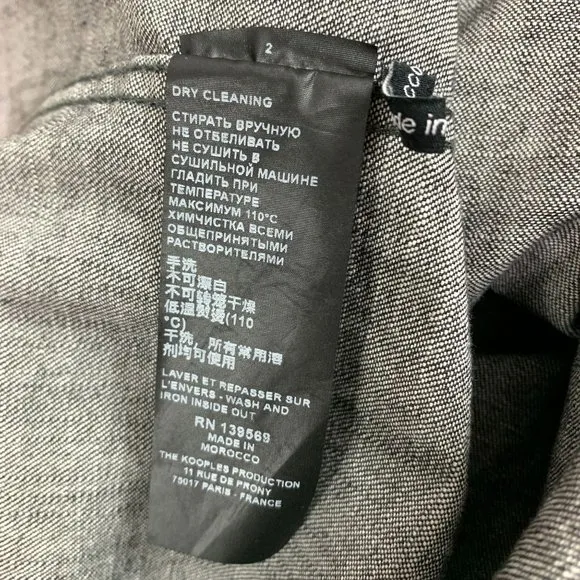 2
DRY CLEANING
СТИРАТЬ ВРУЧНУЮ
НЕ ОТБЕЛИВАТЬ
НЕ СУШИТЬ В
СУШИЛЬНОЙ МАШИНЕ
ГЛАДИТЬ ПРИ
ТЕМПЕРАТУРЕ
МАКСИМУМ 110°C
ХИМЧИСТКА ВСЕМИ
ОБЩЕПРИНЯТЫМИ
РАСТВОРИТЕЛЯМИ
手洗
不可漂白
不可转笼干燥
低温熨烫(110
°C)
干洗，所有常用溶
剂均可使用
LAVER ET REPASSER SUR
L'ENVERS - WASH AND
IRON INSIDE OUT
RN 139569
MADE IN
MOROCCO
THE KOOPLES PRODUCTION
11 RUE DE PRONY
75017 PARIS - FRANCE
in